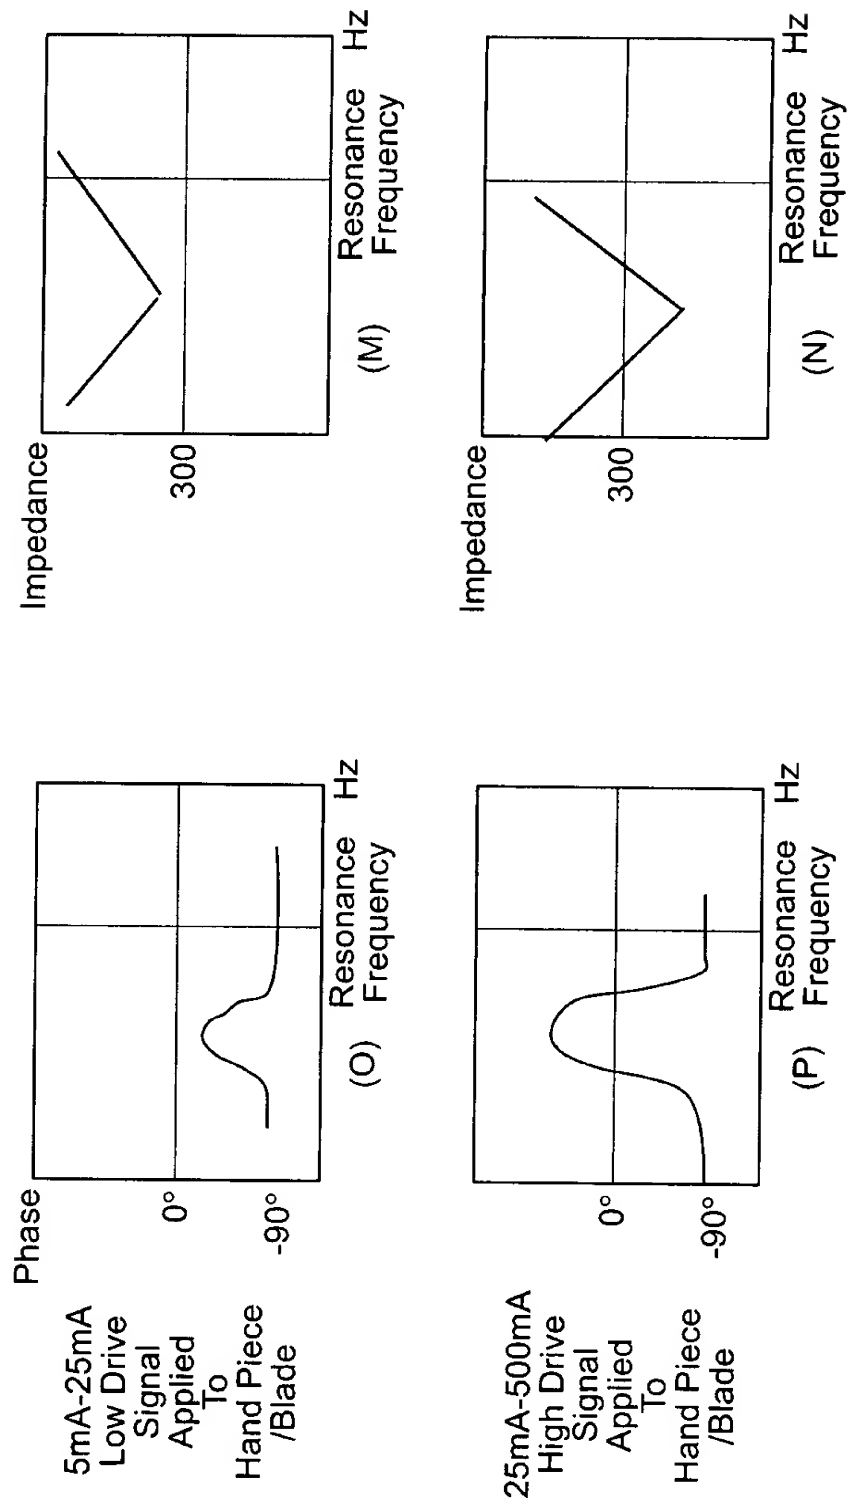 5mA-25mA
Low Drive
Signal
Applied
To
Hand Piece
/Blade
Phase
0°
-90°
Resonance
Frequency
Hz
(O)
Impedance
300
Resonance
Frequency
Hz
(M)
25mA-500mA
High Drive
Signal
Applied
To
Hand Piece
/Blade
0°
-90°
Resonance
Frequency
Hz
(P)
Impedance
300
Resonance
Frequency
Hz
(N)